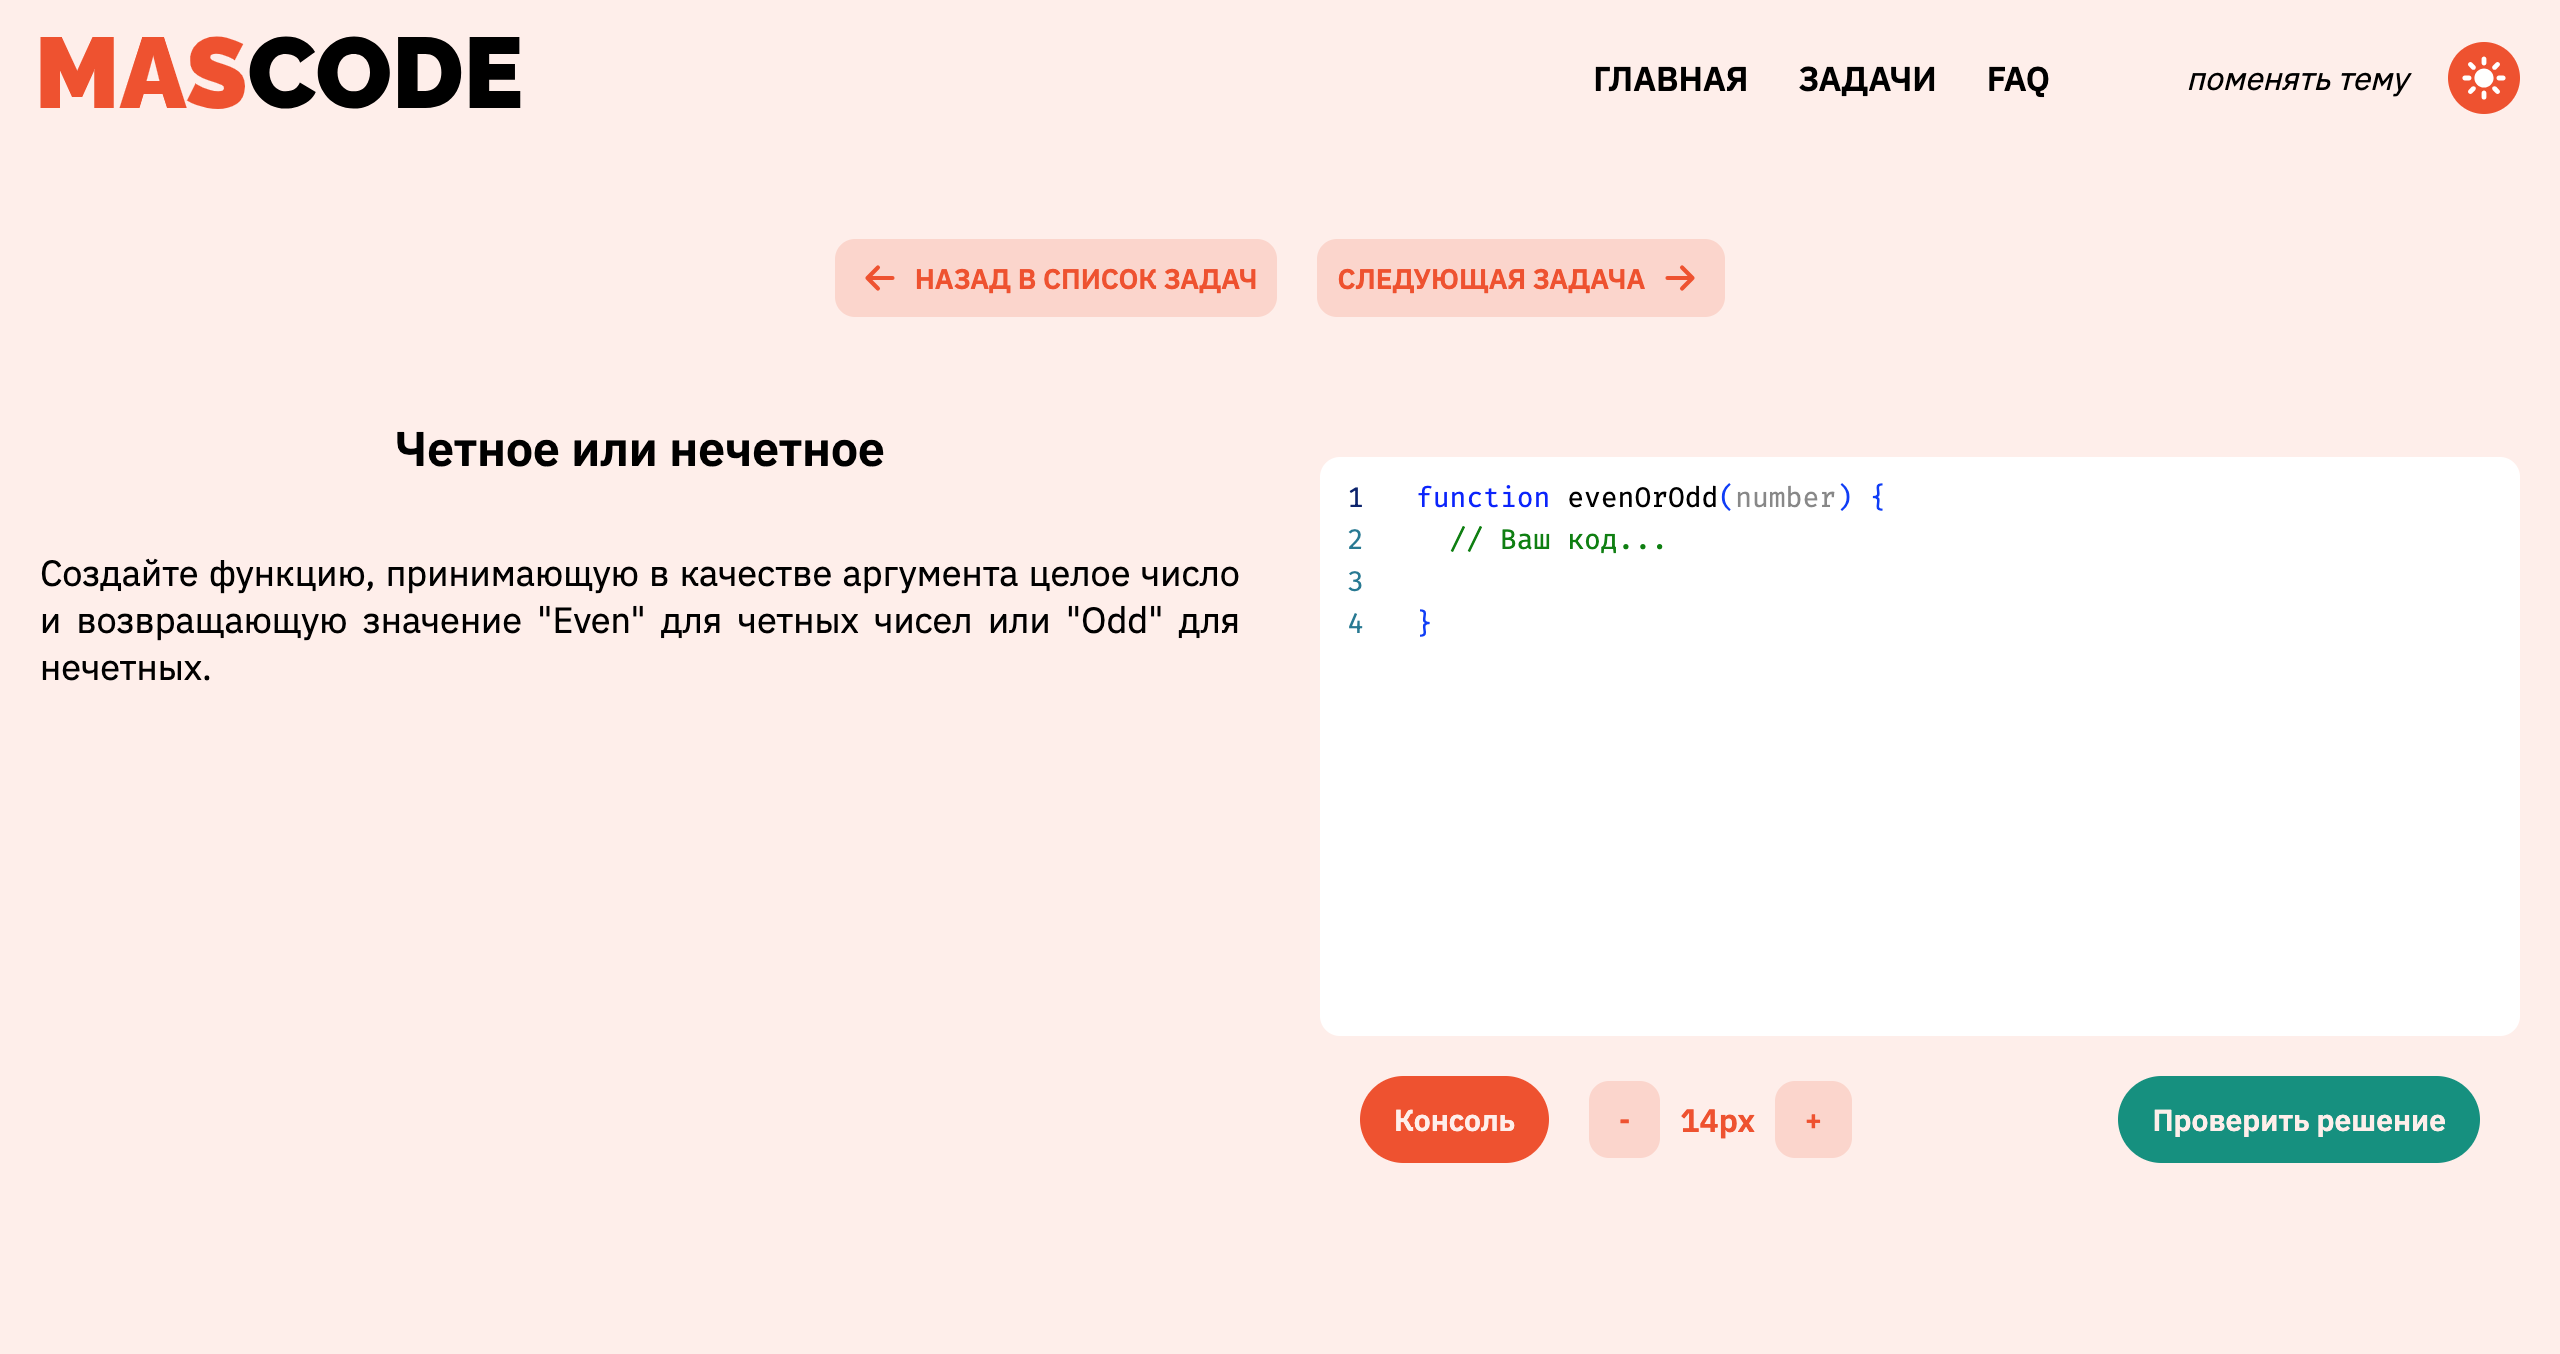 MASCODE
ГЛАВНАЯ ЗАДАЧИ FAQ поменять тему
НАЗАД В СПИСОК ЗАДАЧ СЛЕДУЮЩАЯ ЗАДАЧА
Четное или нечетное
Создайте функцию, принимающую в качестве аргумента целое число
и возвращающую значение "Even" для четных чисел или "Odd" для
нечетных.
1 function evenOrOdd(number) {
2 // Ваш код...
3
4 }
Консоль - 14px + Проверить решение